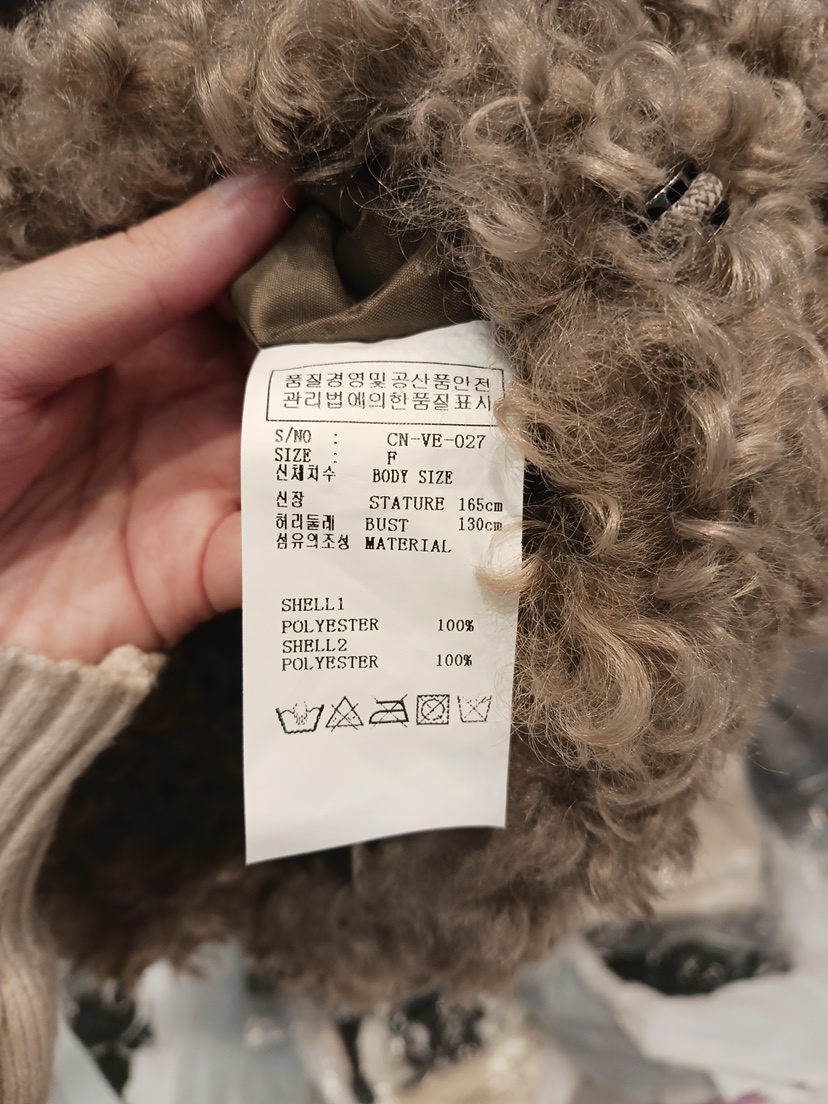 품질경영및공산품안전
관리법에의한품질표시
S/NO : CN-VE-027
SIZE : F
신체치수 BODY SIZE
신장 STATURE 165cm
허리둘레 BUST 130cm
섬유의조성 MATERIAL
SHELL1
POLYESTER 100%
SHELL2
POLYESTER 100%